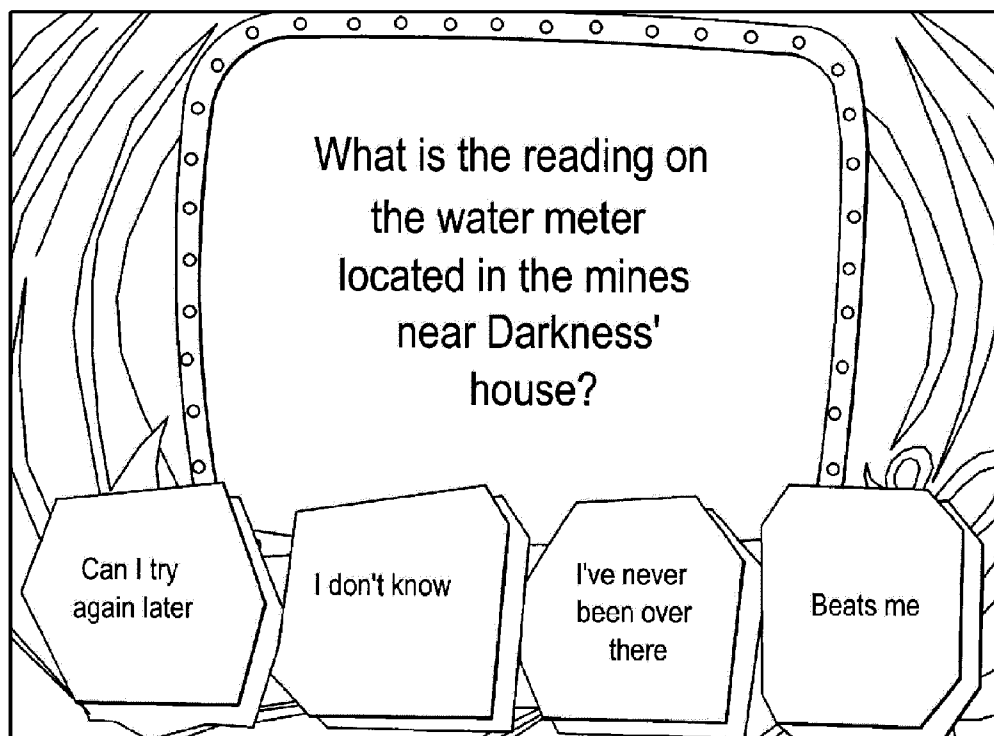 What is the reading on
the water meter
located in the mines
near Darkness'
house?
Can I try
again later
I don't know
I've never
been over
there
Beats me